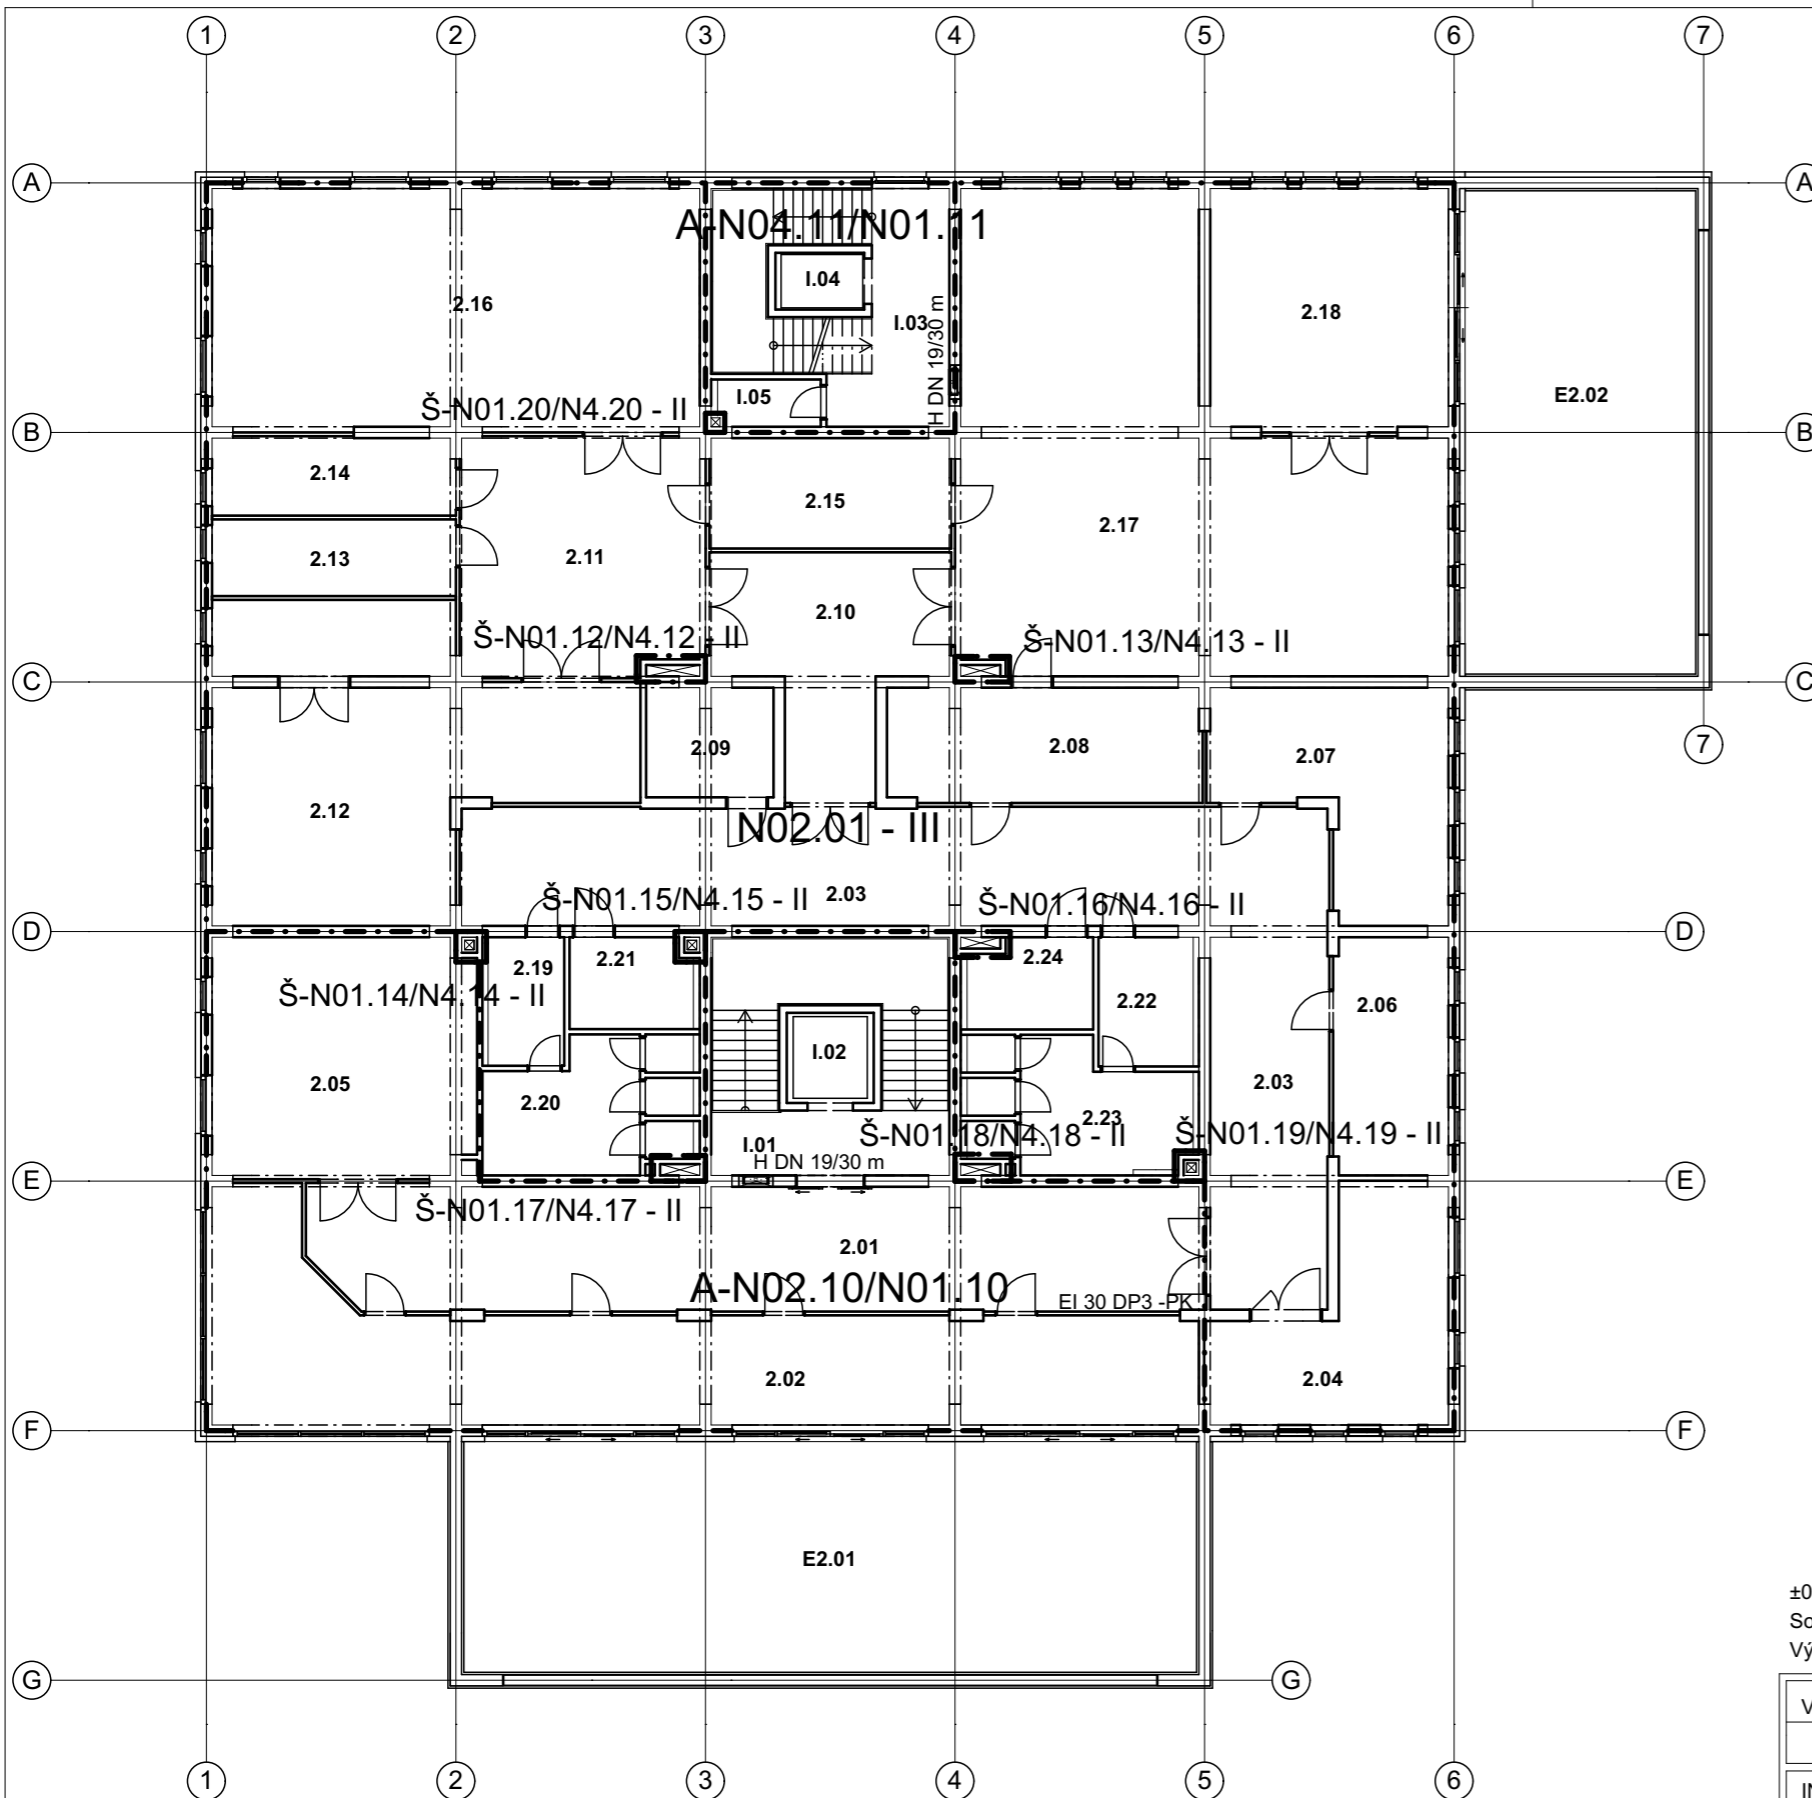 1 2 3 4 5 6 7
A A
A-N04.11/N01.11
I.04
2.16 I.03 2.18
H DN 19/30 m
I.05 E2.02
Š-N01.20/N4.20 - II
B B
2.14 2.15 2.17
2.13 2.11
2.10
Š-N01.12/N4.12 - II Š-N01.13/N4.13 - II
C C
2.09 2.08 2.07 7
2.12
N02.01 - III
Š-N01.15/N4.15 - II 2.03 Š-N01.16/N4.16 - II
D D
2.19 2.21 2.24
Š-N01.14/N4.14 - II 2.22 2.06
2.05 I.02 2.03
2.20 2.23
I.01 Š-N01.18/N4.18 - II Š-N01.19/N4.19 - II
H DN 19/30 m
E E
Š-N01.17/N4.17 - II
2.01
A-N02.10/N01.10
EI 30 DP3 -PK
2.02 2.04
F F
E2.01
±0
So
Vý
G G
V
1 2 3 4 5 6